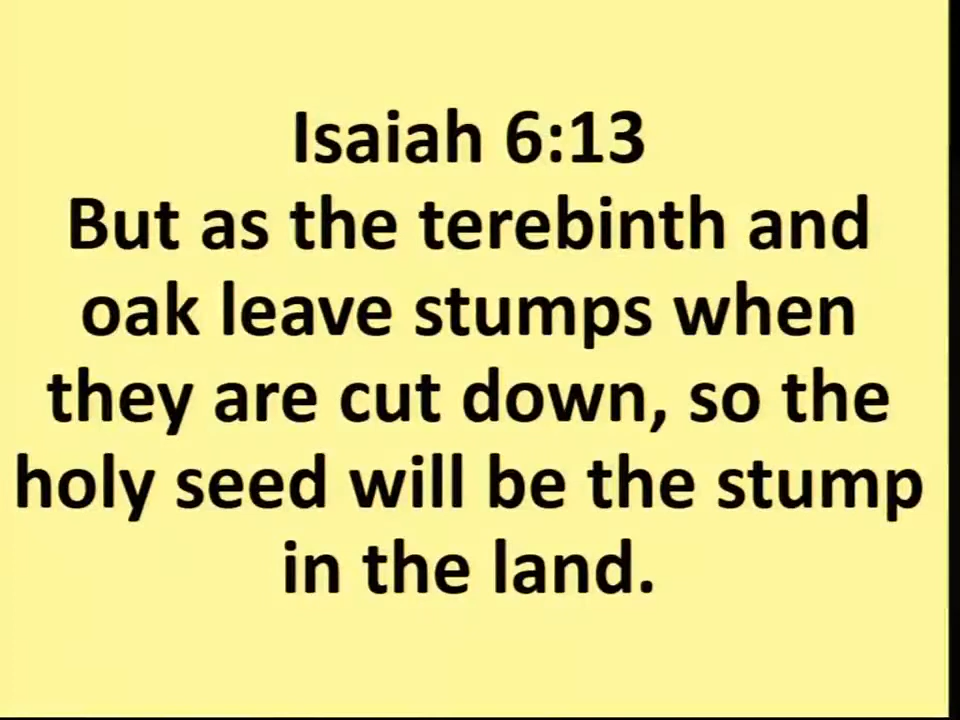 Isaiah 6:13
But as the terebinth and
oak leave stumps when
they are cut down, so the
holy seed will be the stump
in the land.